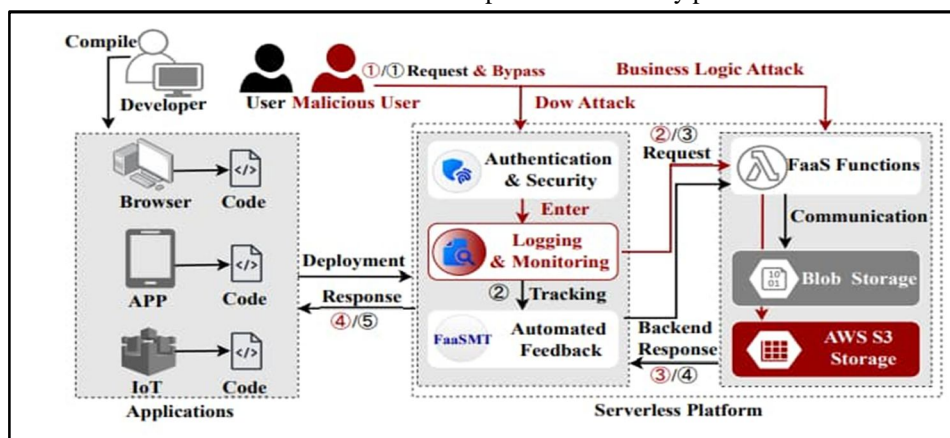 Compile
Developer
User Malicious User
①/① Request & Bypass
Dow Attack
Business Logic Attack
Browser
Code
APP
Code
IoT
Code
Applications
Deployment
Response
④/⑤
Authentication
& Security
Enter
Logging
& Monitoring
② Tracking
FaaSMT
Automated
Feedback
②/③
Request
Backend
Response
③/④
FaaS Functions
Communication
10
01
Blob Storage
AWS S3
Storage
Serverless Platform